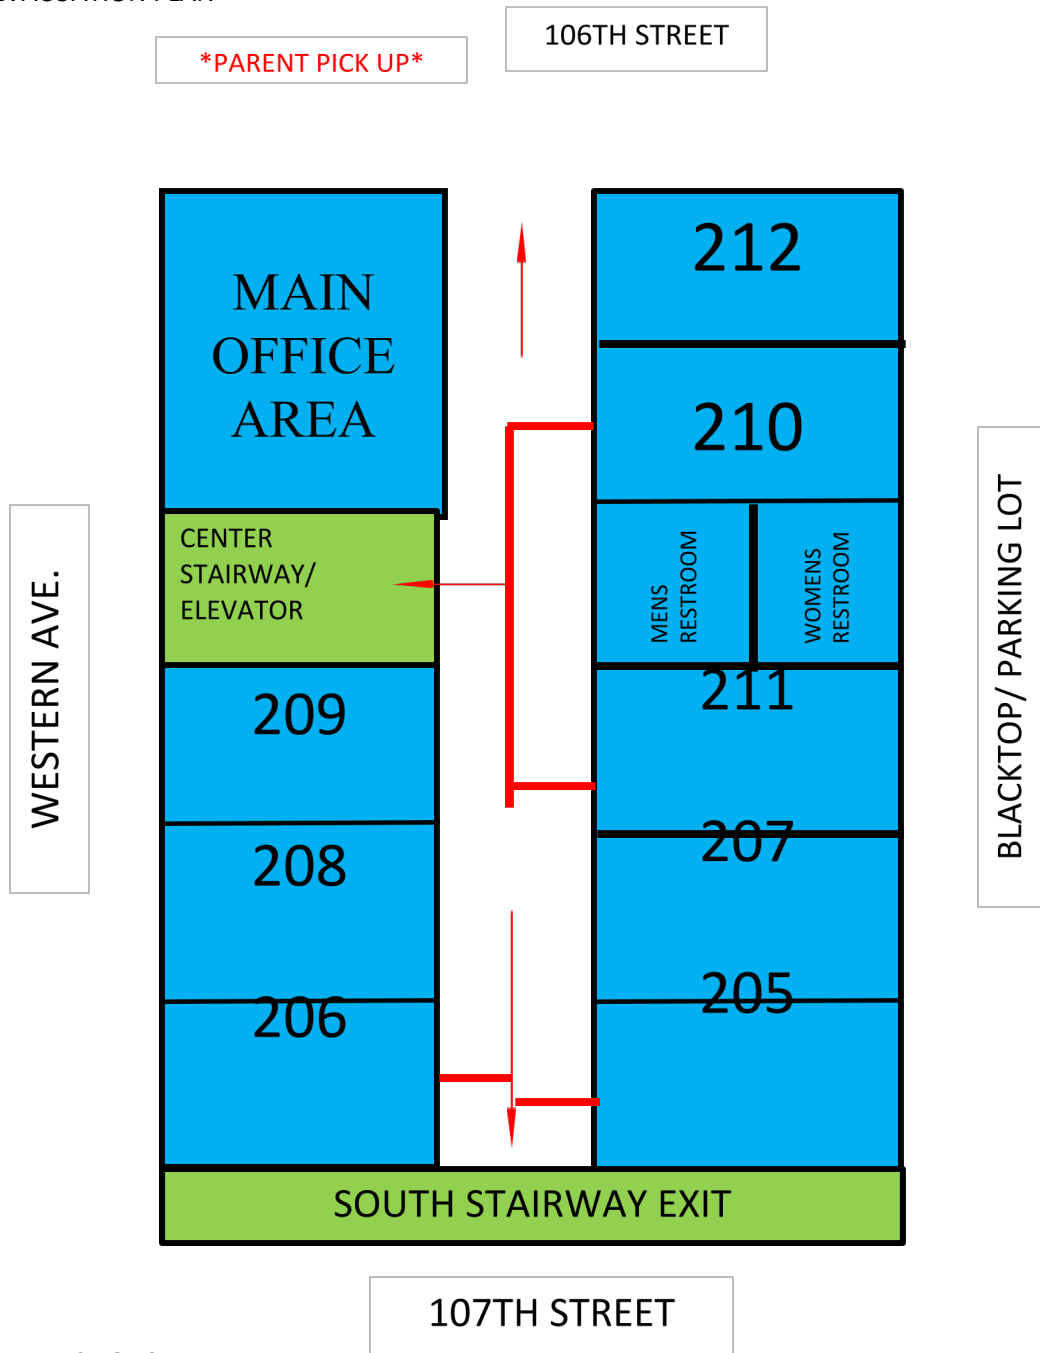 106TH STREET
*PARENT PICK UP*
MAIN
OFFICE
AREA
212
210
CENTER
STAIRWAY/
ELEVATOR
MENS
RESTROOM
WOMENS
RESTROOM
WESTERN AVE.
BLACKTOP/ PARKING LOT
209
211
208
207
206
205
SOUTH STAIRWAY EXIT
107TH STREET